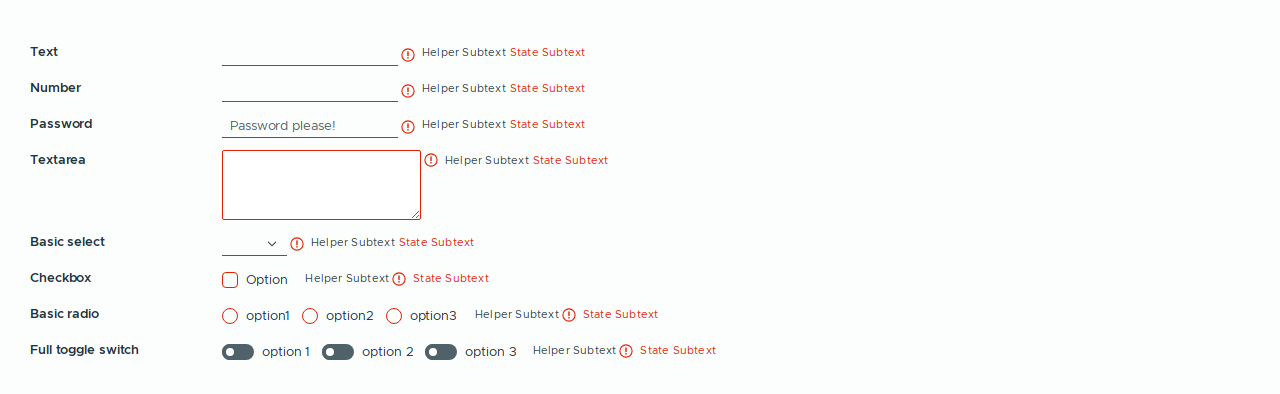 Text Helper Subtext State Subtext
Number Helper Subtext State Subtext
Password Password please! Helper Subtext State Subtext
Textarea Helper Subtext State Subtext
Basic select Helper Subtext State Subtext
Checkbox Option Helper Subtext State Subtext
Basic radio option1 option2 option3 Helper Subtext State Subtext
Full toggle switch option 1 option 2 option 3 Helper Subtext State Subtext